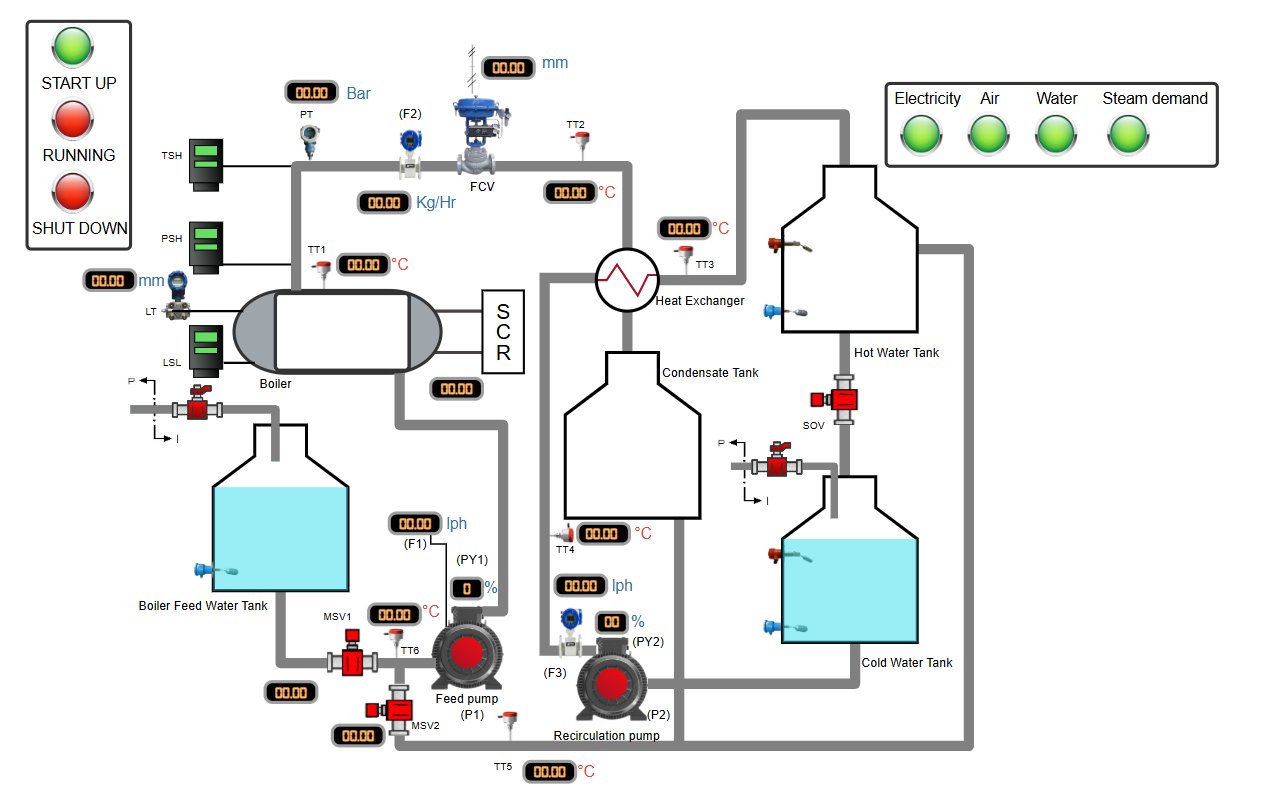 START UP
RUNNING
SHUT DOWN
00.00 mm
00.00 Bar
PT
(F2)
FCV
TT2
00.00 Kg/Hr
00.00 °C
Electricity Air Water Steam demand
TSH
PSH
00.00 mm
LT
LSL
TT1
00.00 °C
S
C
R
Boiler
00.00
00.00 °C
TT3
Heat Exchanger
Condensate Tank
Hot Water Tank
SOV
P
I
P
I
00.00 lph
(F1)
(PY1)
0 %
Boiler Feed Water Tank
MSV1
00.00 °C
TT6
00.00
Feed pump
(P1)
MSV2
00.00
TT4
00.00 °C
00.00 lph
00 %
(PY2)
(F3)
(P2)
Recirculation pump
Cold Water Tank
TT5
00.00 °C